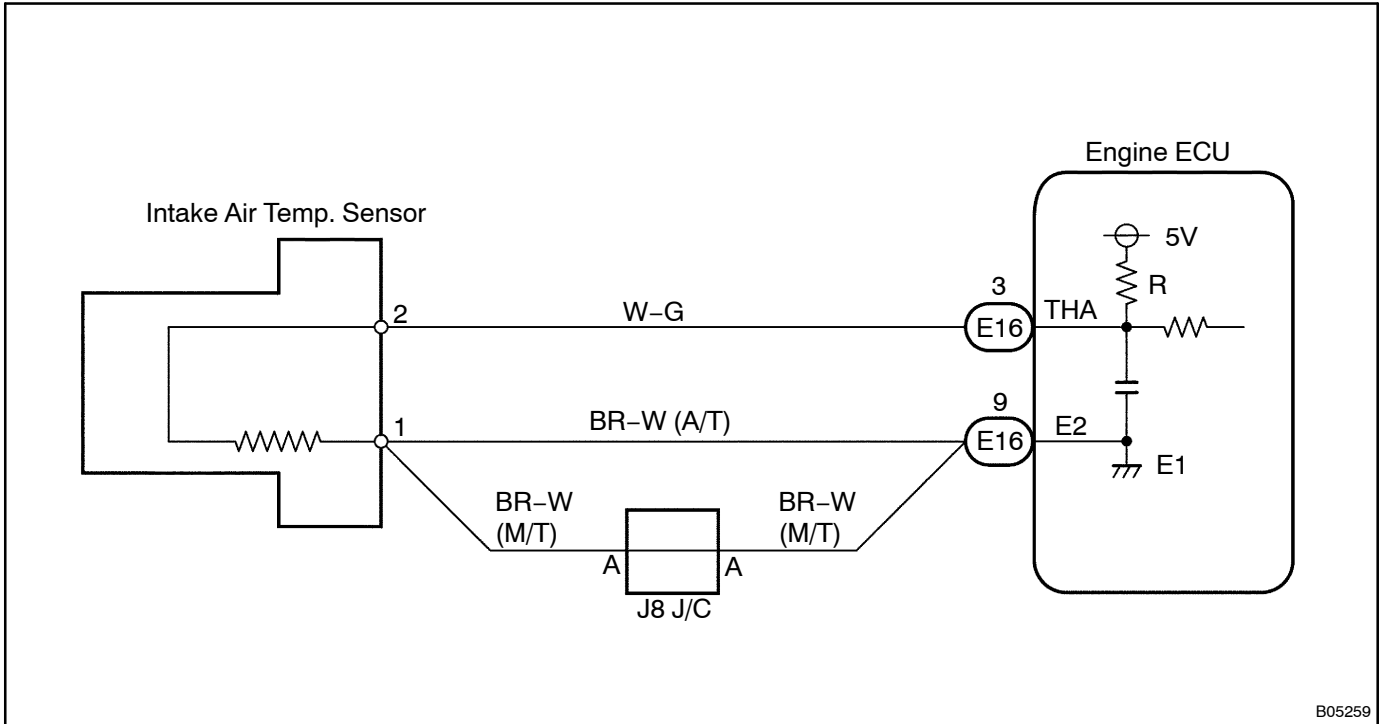 Engine ECU
Intake Air Temp. Sensor
5V
R
2
W−G
3
E16
THA
1
BR−W (A/T)
9
E16
E2
E1
BR−W
(M/T)
BR−W
(M/T)
A
A
J8 J/C
B05259